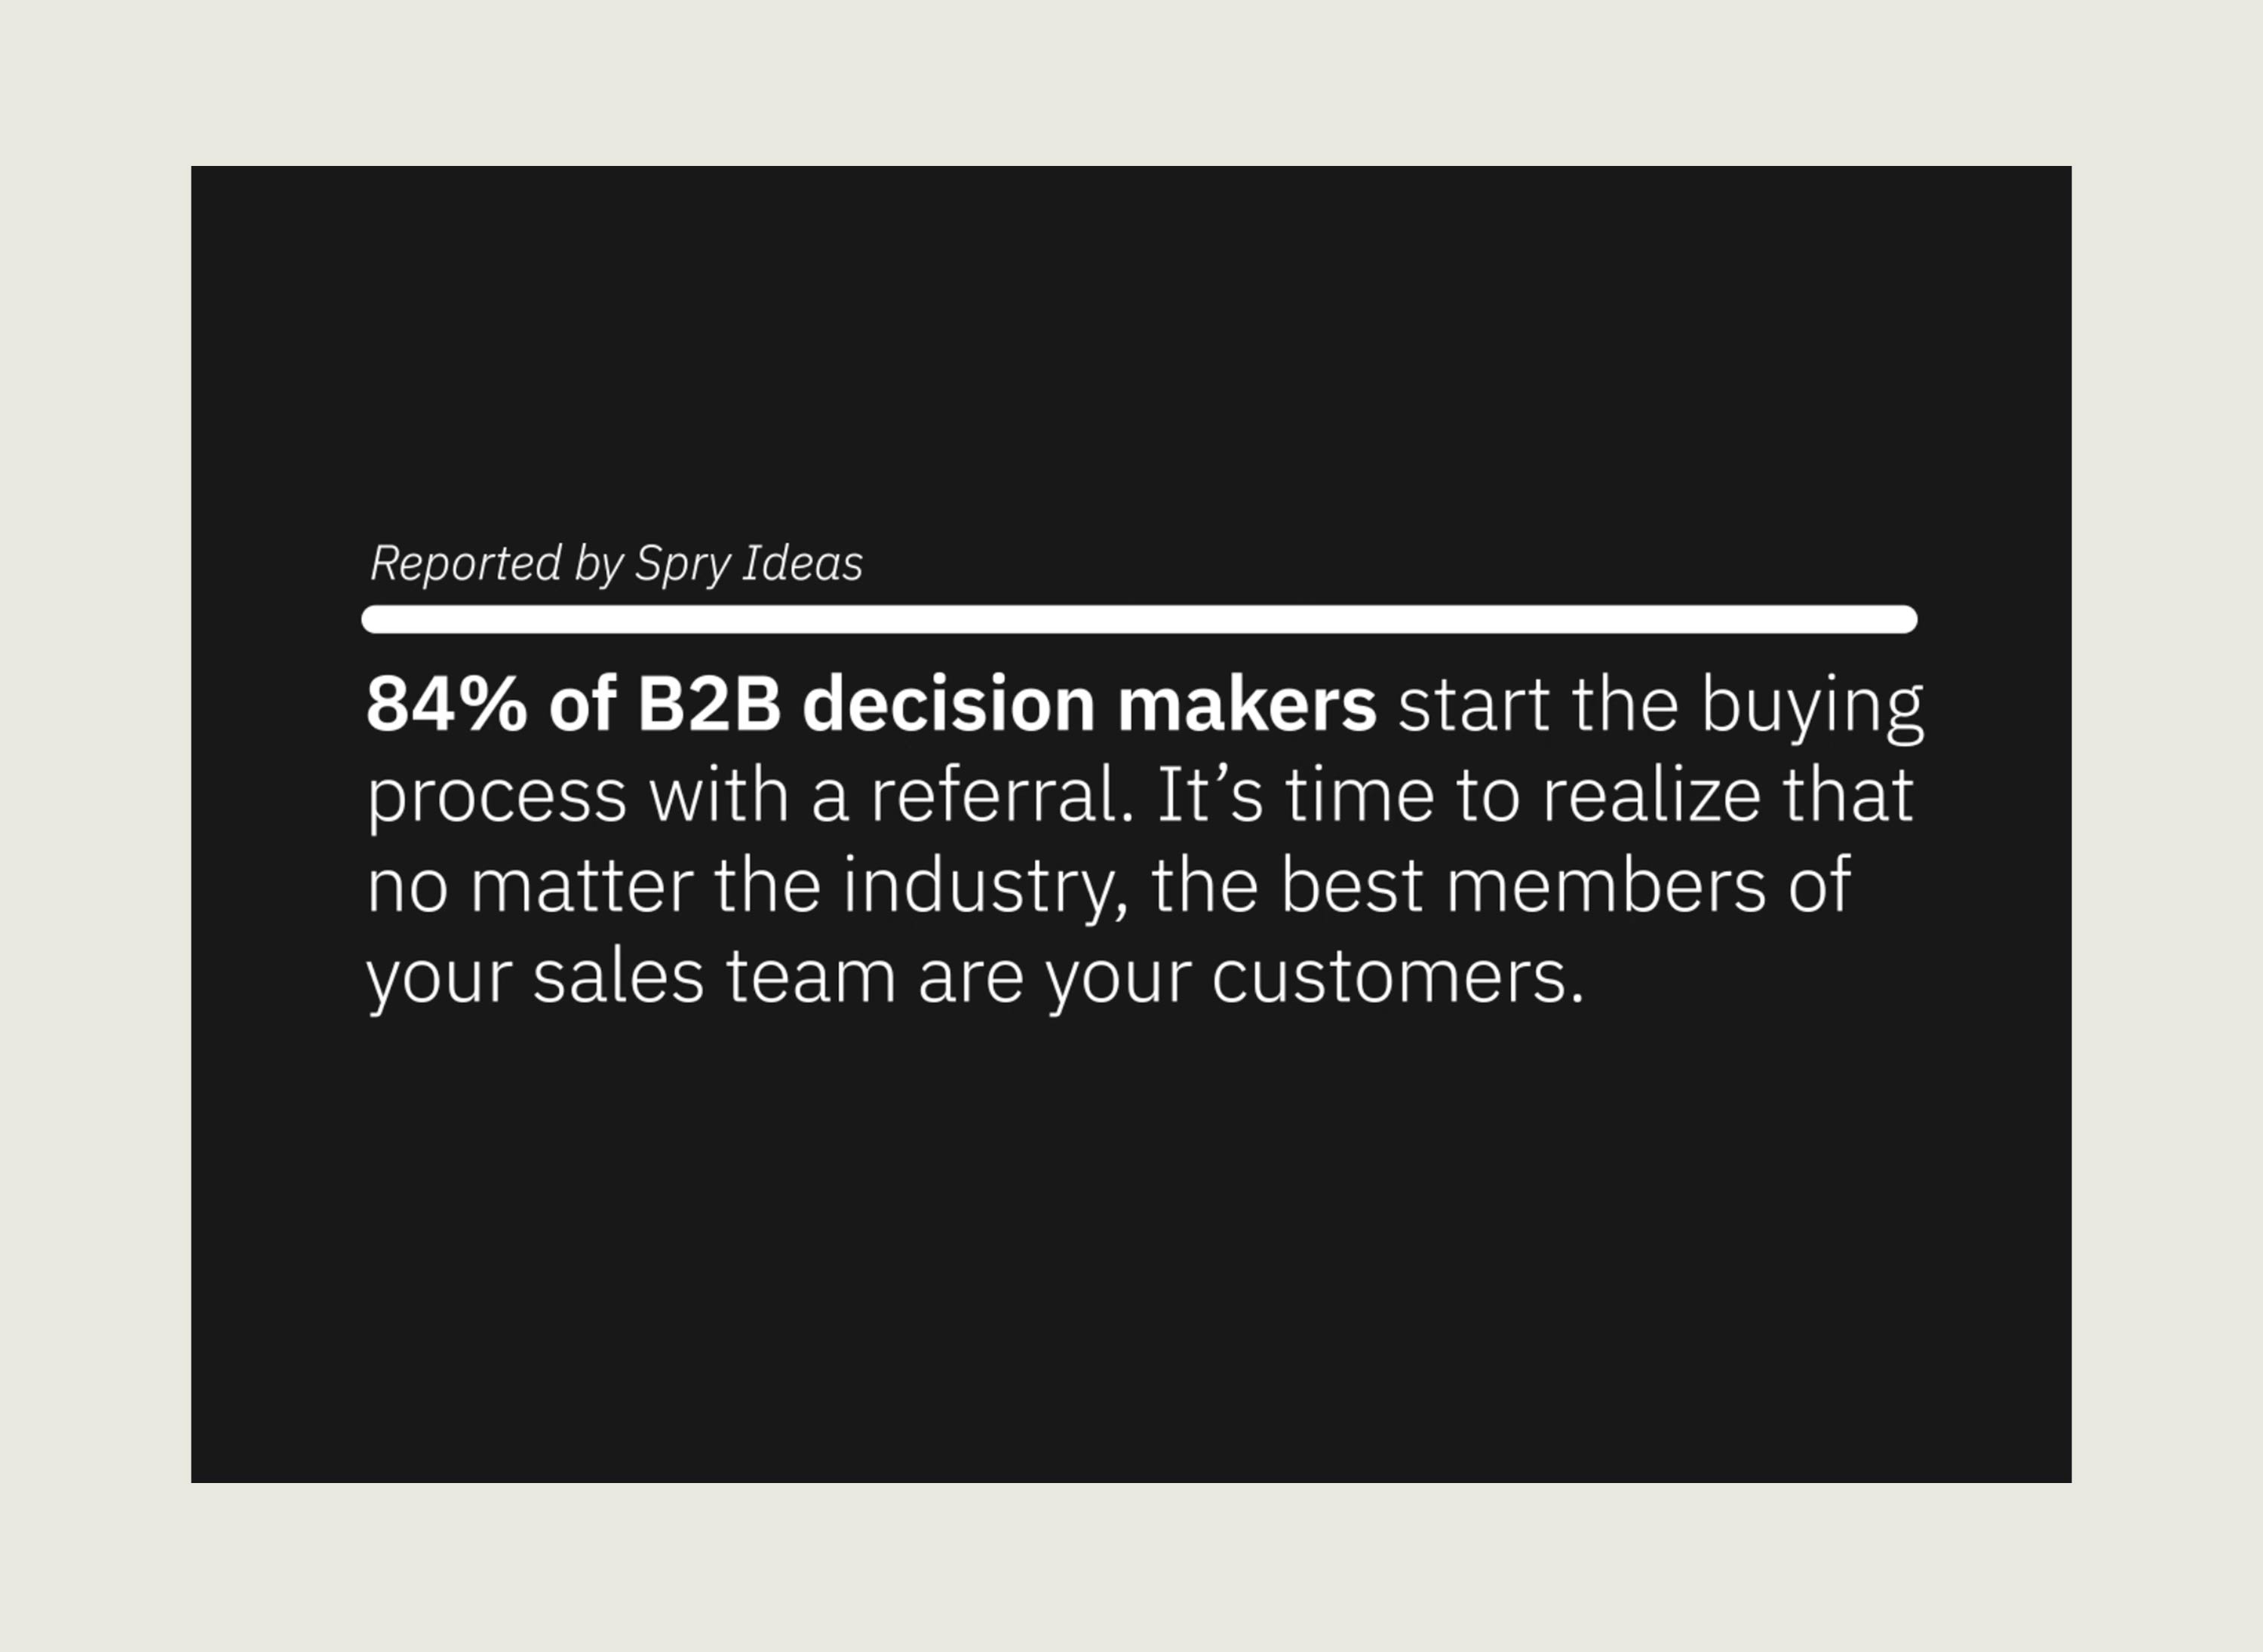 Reported by Spry Ideas
84% of B2B decision makers start the buying
process with a referral. It’s time to realize that
no matter the industry, the best members of
your sales team are your customers.